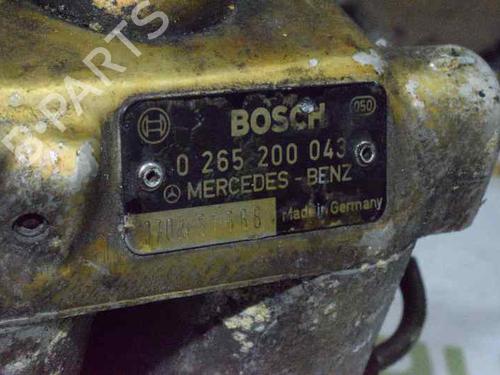 B-PARTS
BOSCH
050
0 265 200 043
MERCEDES-BENZ
Made in Germany